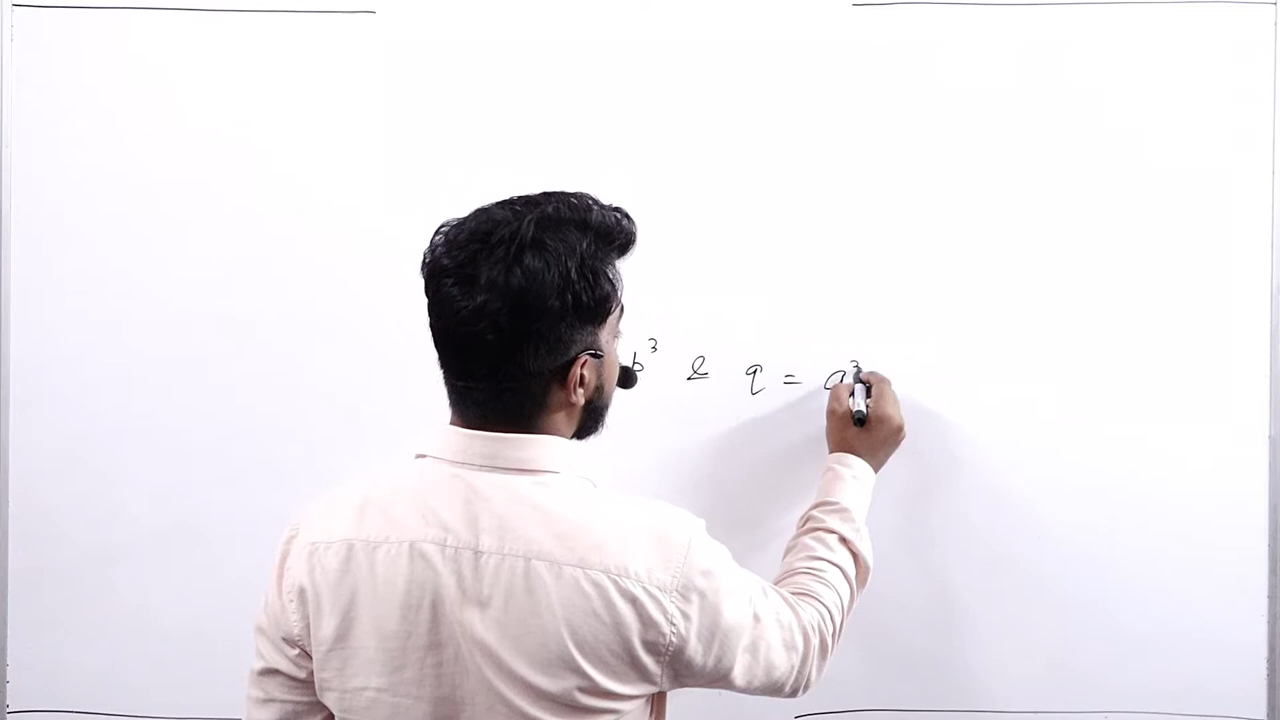 b³ & q = a³